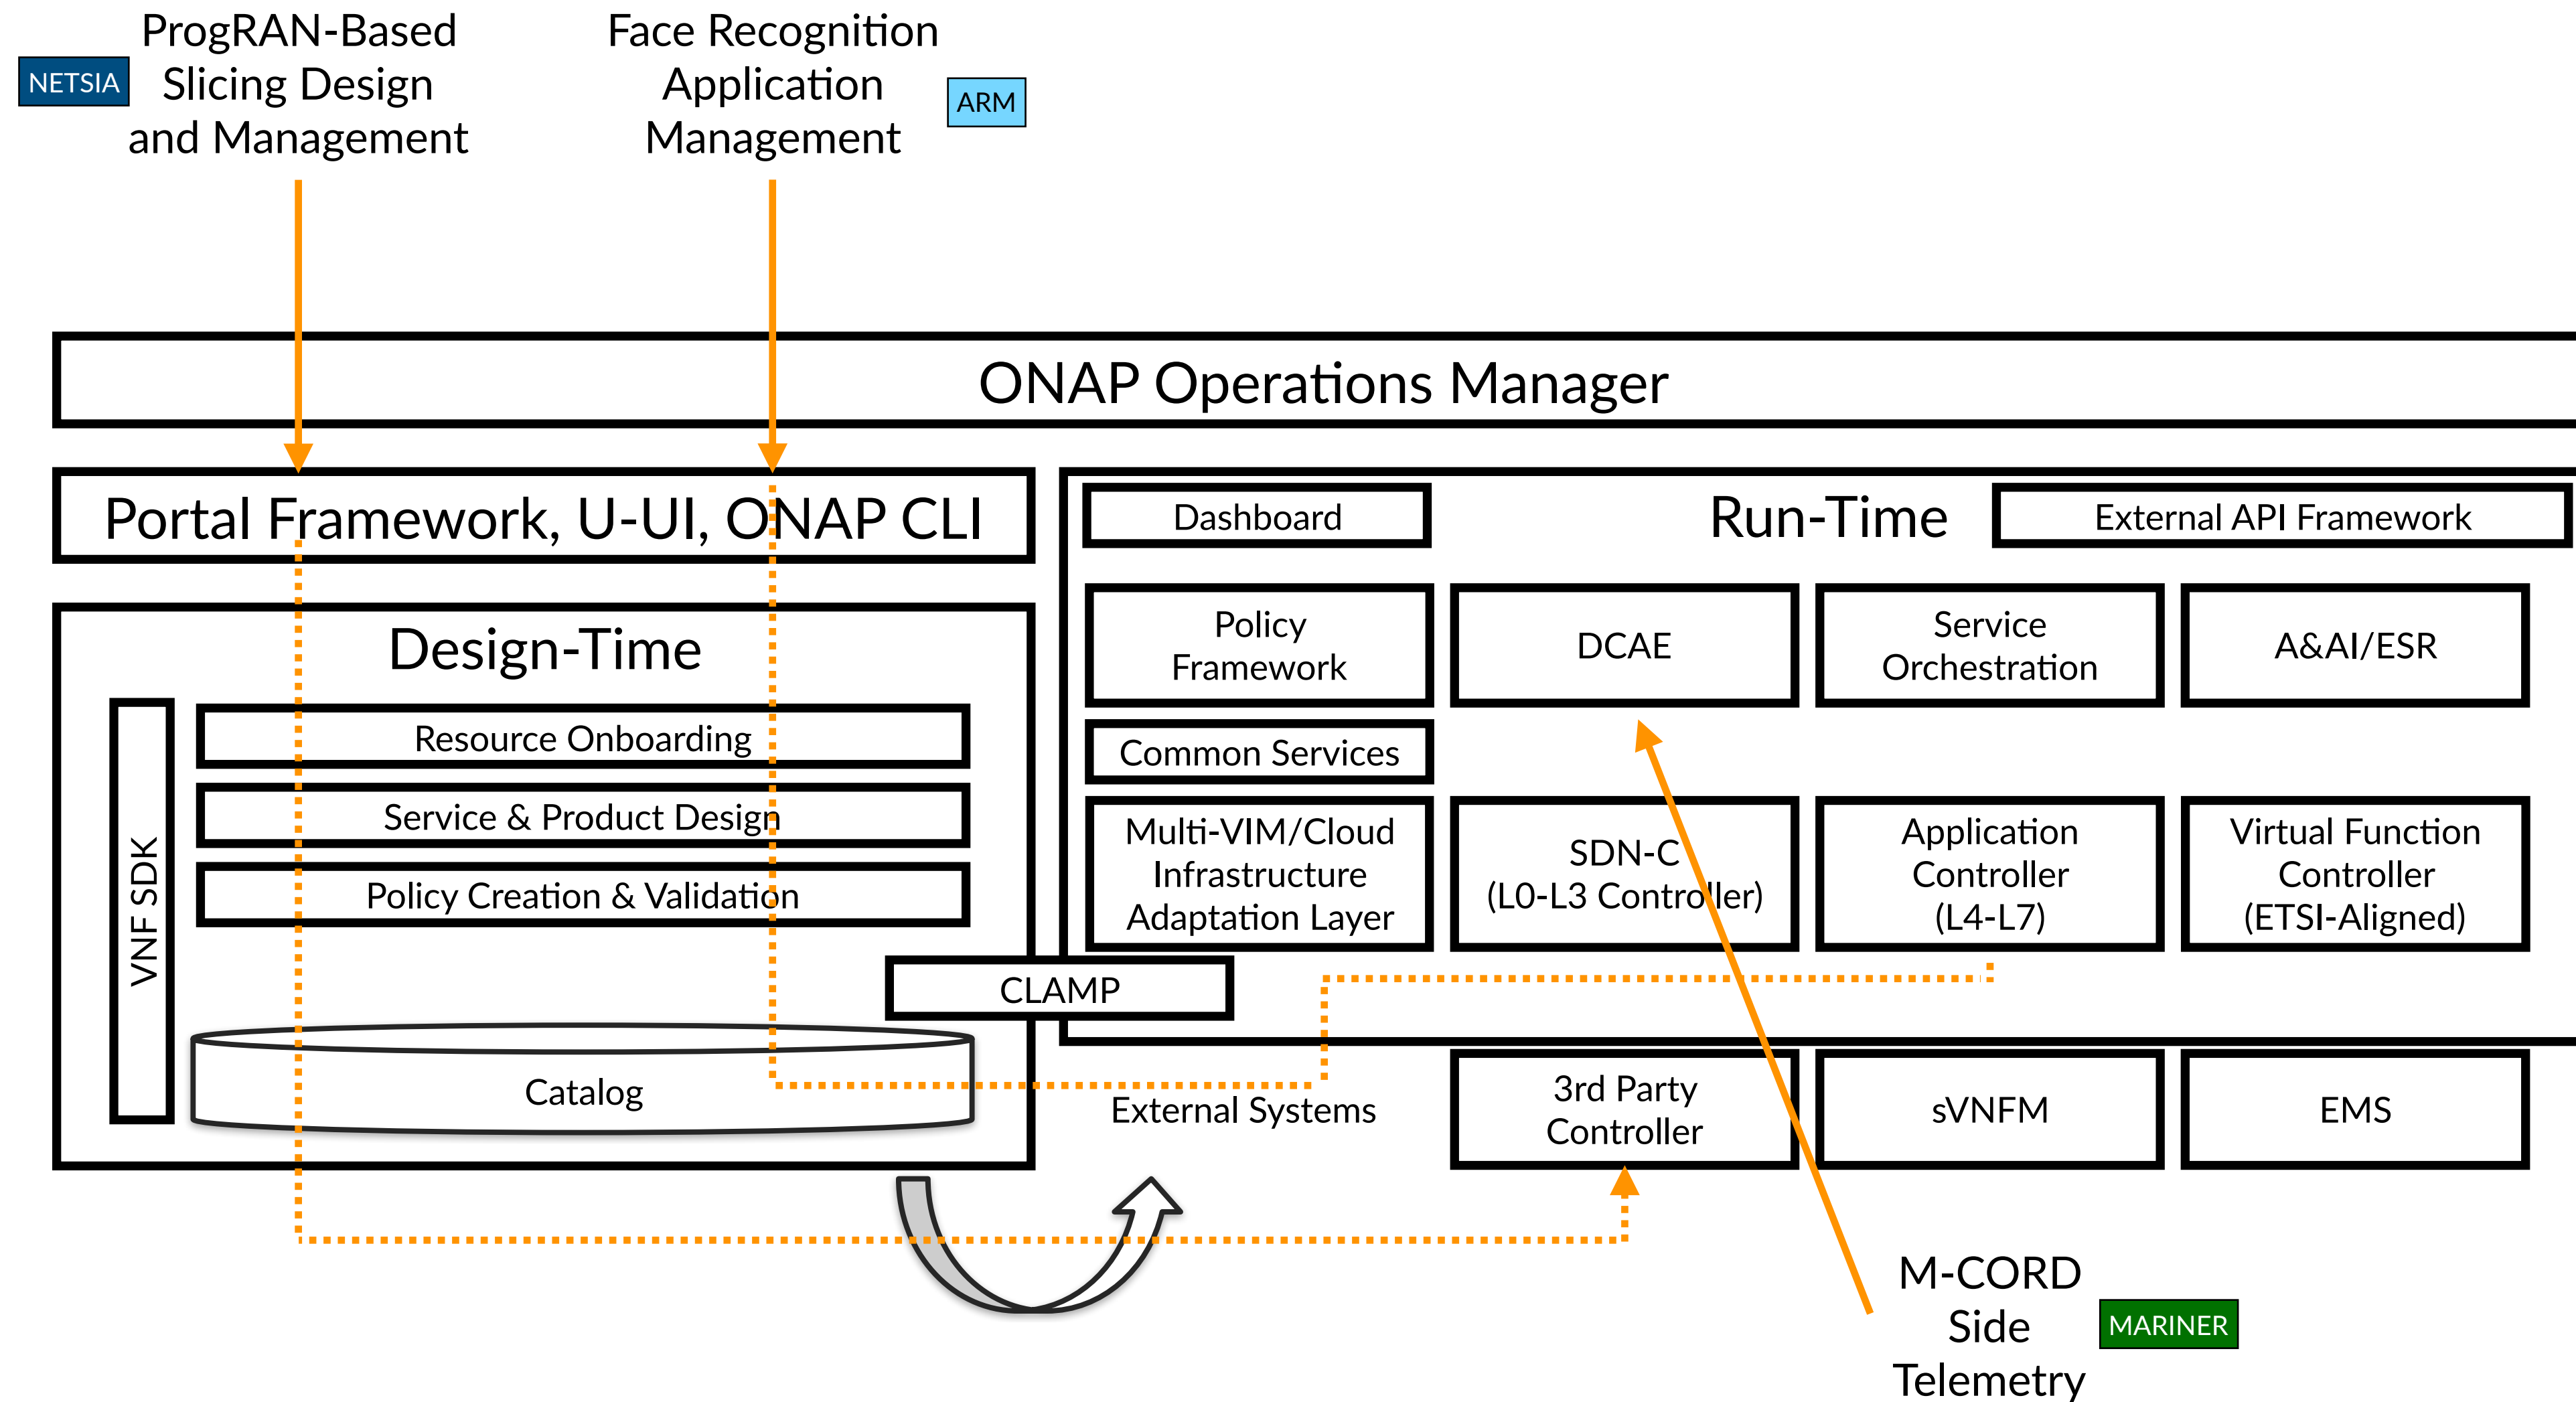 ProgRAN-Based
Slicing Design
and Management
NETSIA
Face Recognition
Application
Management
ARM
ONAP Operations Manager
Portal Framework, U-UI, ONAP CLI
Dashboard
Run-Time
External API Framework
Design-Time
VNF SDK
Resource Onboarding
Service & Product Design
Policy Creation & Validation
Catalog
CLAMP
Policy
Framework
DCAE
Service
Orchestration
A&AI/ESR
Common Services
Multi-VIM/Cloud
Infrastructure
Adaptation Layer
SDN-C
(L0-L3 Controller)
Application
Controller
(L4-L7)
Virtual Function
Controller
(ETSI-Aligned)
External Systems
3rd Party
Controller
sVNFM
EMS
M-CORD
Side
Telemetry
MARINER